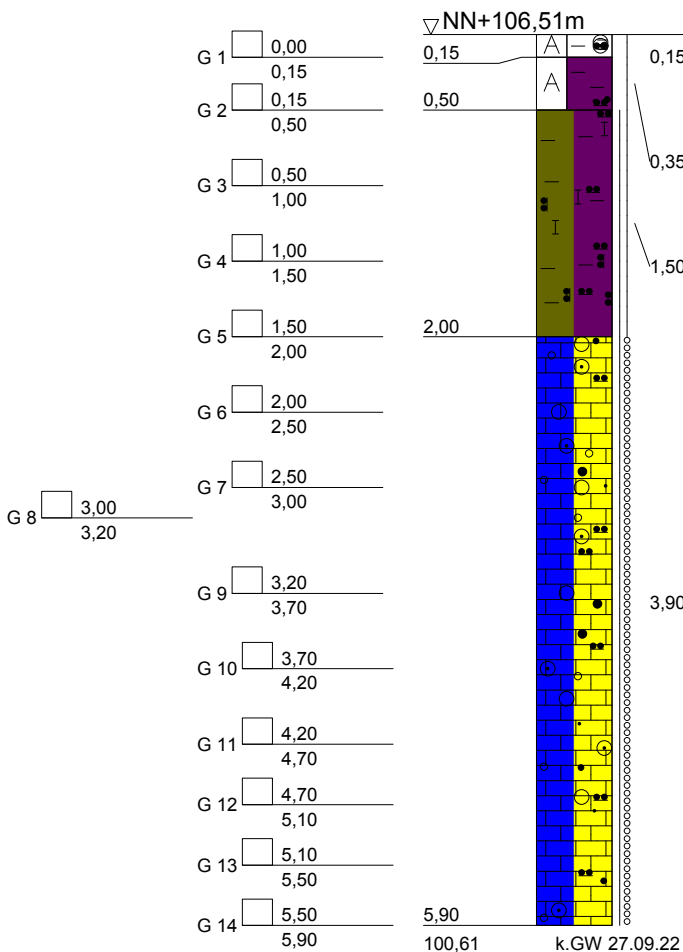 NN+106,51m
G 1 0,00
0,15
0,15
A
0,15
G 2 0,15
0,50
0,50
A
0,35
G 3 0,50
1,00
G 4 1,00
1,50
1,50
G 5 1,50
2,00
2,00
G 6 2,00
2,50
G 7 2,50
3,00
G 8 3,00
3,20
G 9 3,20
3,70
3,90
G 10 3,70
4,20
G 11 4,20
4,70
G 12 4,70
5,10
G 13 5,10
5,50
G 14 5,50
5,90
5,90
100,61 k.GW 27.09.22